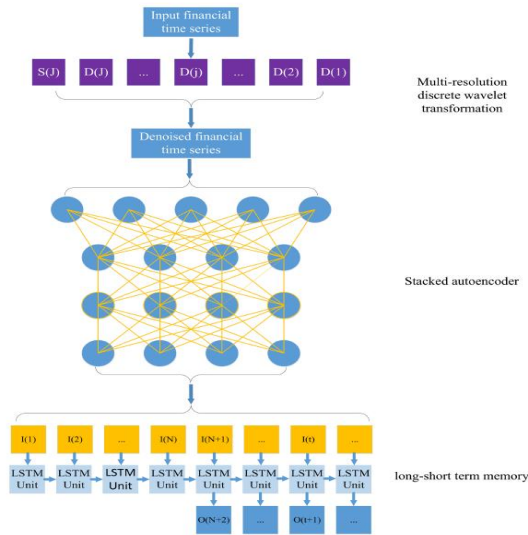 Input financial
time series
S(J) D(J) ... D(j) ... D(2) D(1)
Multi-resolution
discrete wavelet
transformation
Denoised financial
time series
Stacked autoencoder
I(1) I(2) ... I(N) I(N+1) ... I(t) ...
LSTM LSTM LSTM LSTM LSTM LSTM LSTM LSTM
Unit Unit Unit Unit Unit Unit Unit Unit
long-short term memory
O(N+2) ... O(t+1) ...